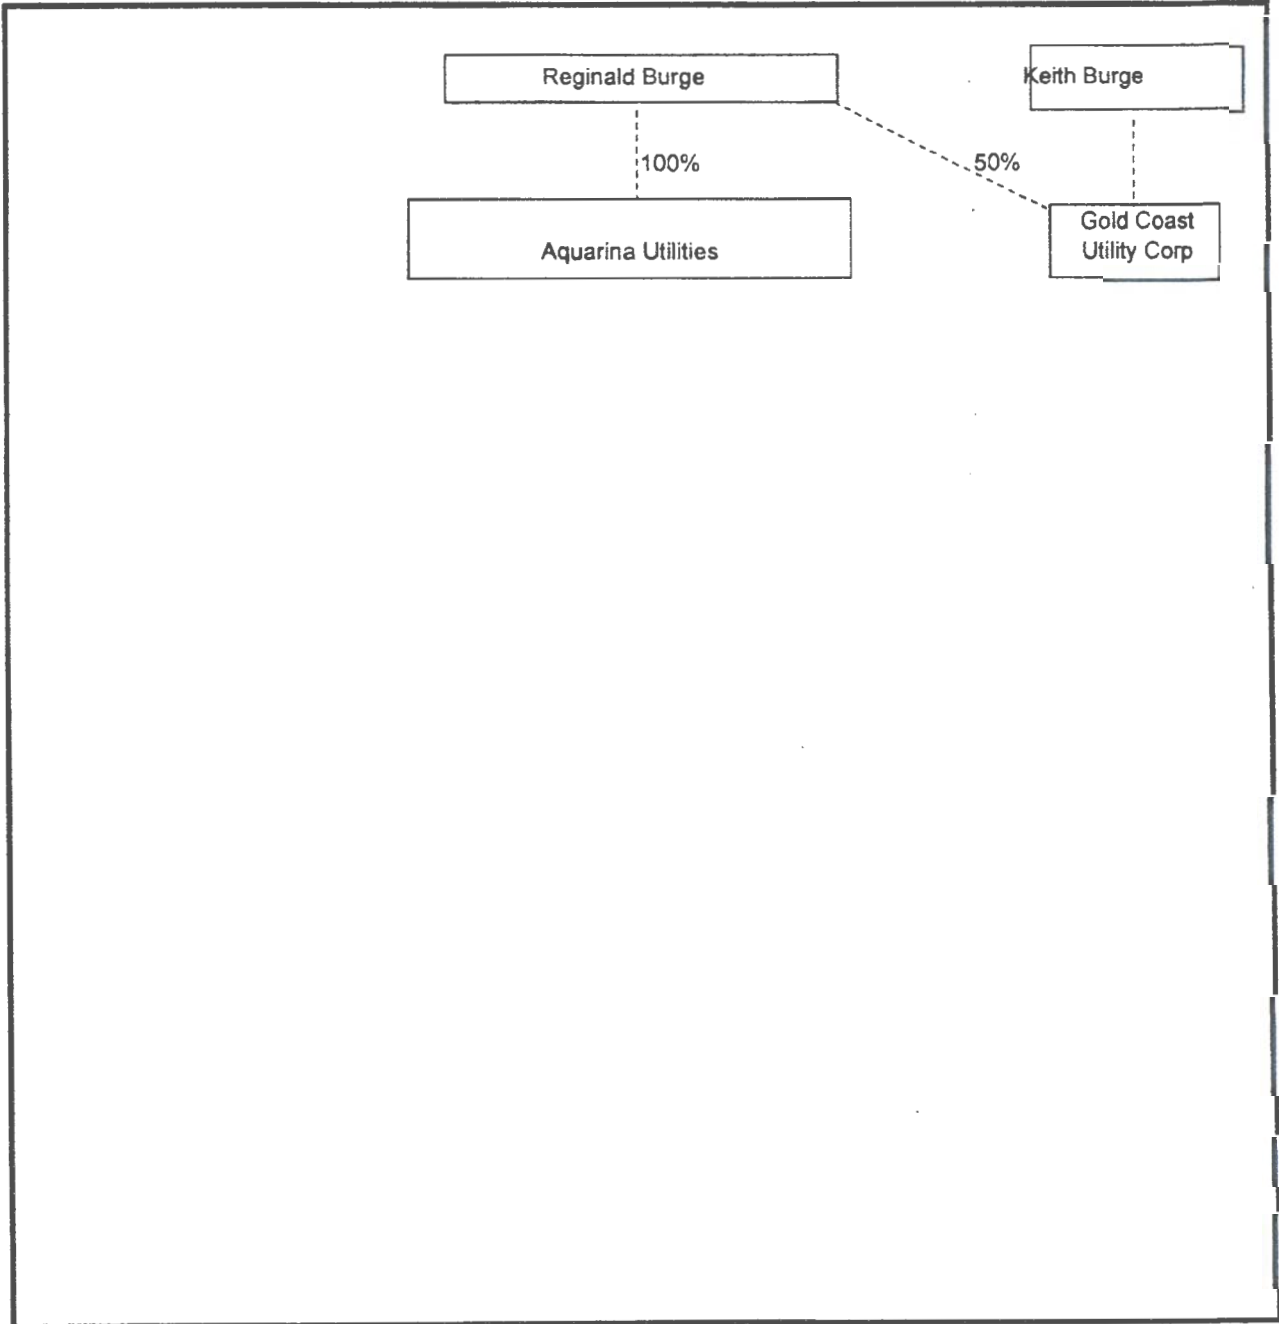 Reginald Burge
Keith Burge
100%
50%
Aquarina Utilities
Gold Coast
Utility Corp